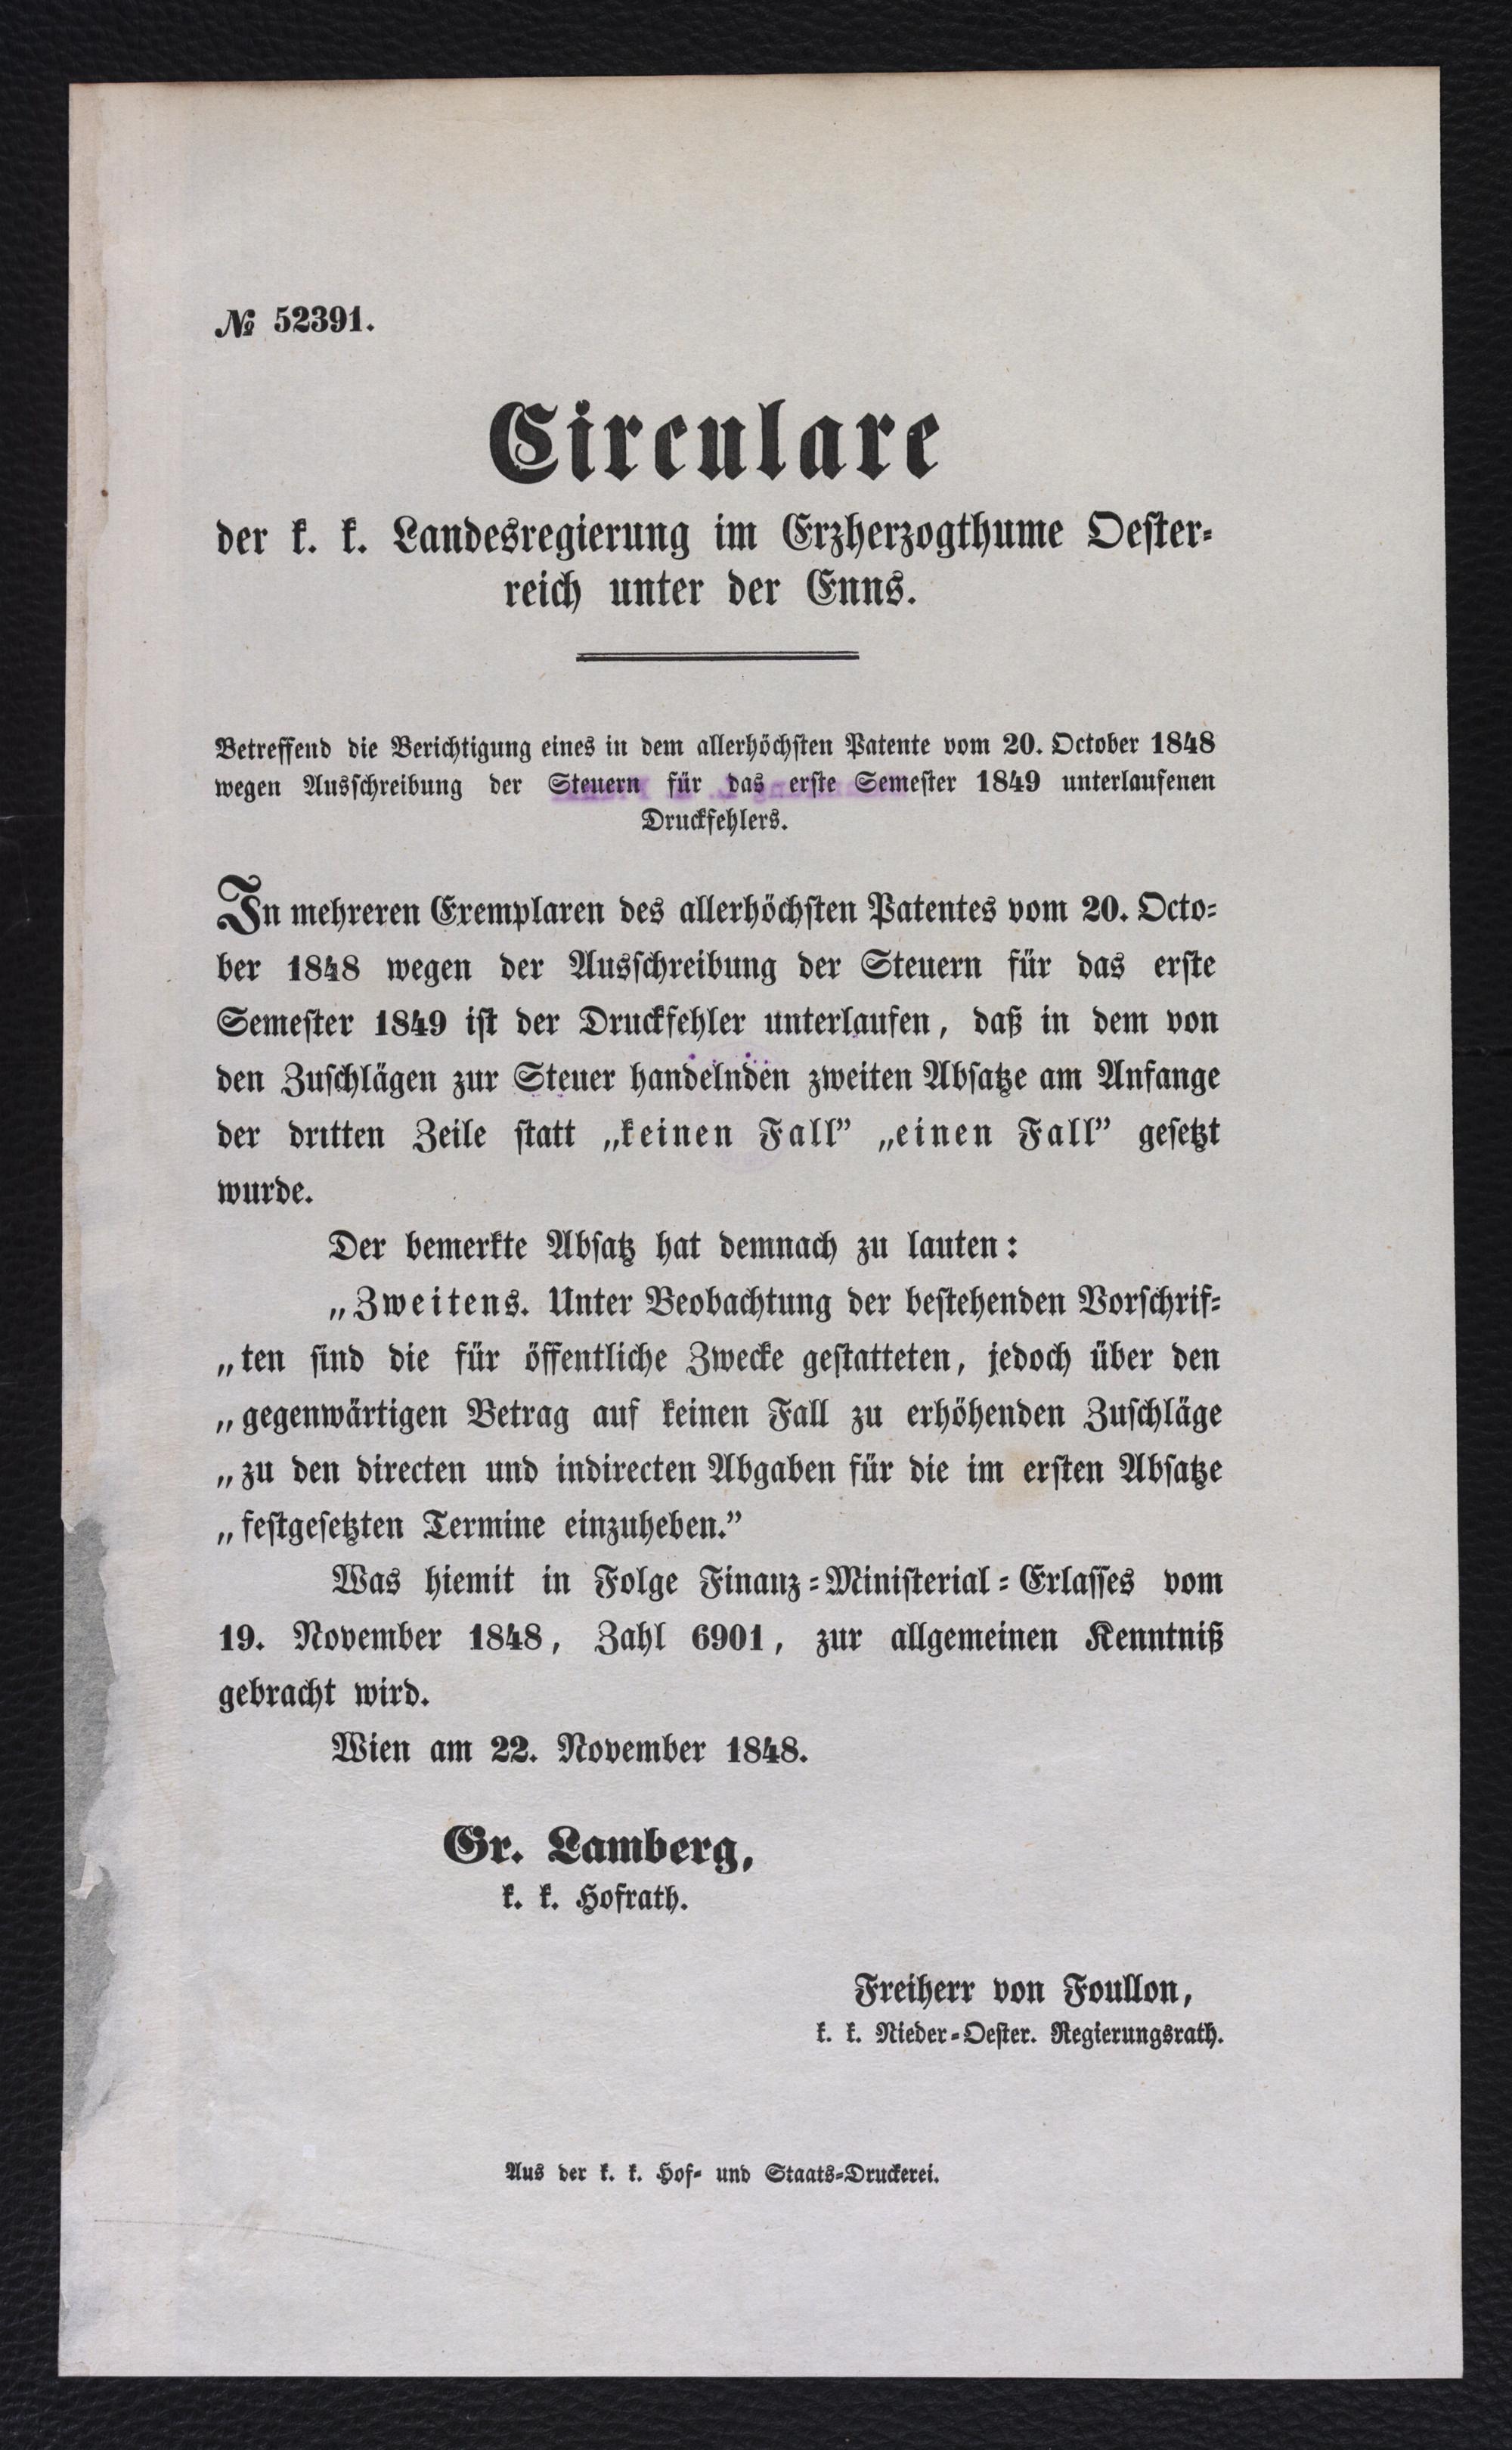 № 52391.
Circulare
der k. k. Landesregierung im Erzherzogthume Oester-
reich unter der Enns.
Betreffend die Berichtigung eines in dem allerhöchsten Patente vom 20. October 1848
wegen Ausschreibung der Steuern für das erste Semester 1849 unterlaufenen
Druckfehlers.
In mehreren Exemplaren des allerhöchsten Patentes vom 20. Octo-
ber 1848 wegen der Ausschreibung der Steuern für das erste
Semester 1849 ist der Druckfehler unterlaufen, daß in dem von
den Zuschlägen zur Steuer handelnden zweiten Absatze am Anfange
der dritten Zeile statt „keinen Fall” „einen Fall” gesetzt
wurde.
Der bemerkte Absatz hat demnach zu lauten:
„Zweitens. Unter Beobachtung der bestehenden Vorschrif-
„ten sind die für öffentliche Zwecke gestatteten, jedoch über den
„gegenwärtigen Betrag auf keinen Fall zu erhöhenden Zuschläge
„zu den directen und indirecten Abgaben für die im ersten Absatze
„festgesetzten Termine einzuheben.”
Was hiemit in Folge Finanz-Ministerial-Erlasses vom
19. November 1848, Zahl 6901, zur allgemeinen Kenntniß
gebracht wird.
Wien am 22. November 1848.
Gr. Lamberg,
k. k. Hofrath.
Freiherr von Foullon,
k. k. Nieder-Oester. Regierungsrath.
Aus der k. k. Hof- und Staats-Druckerei.